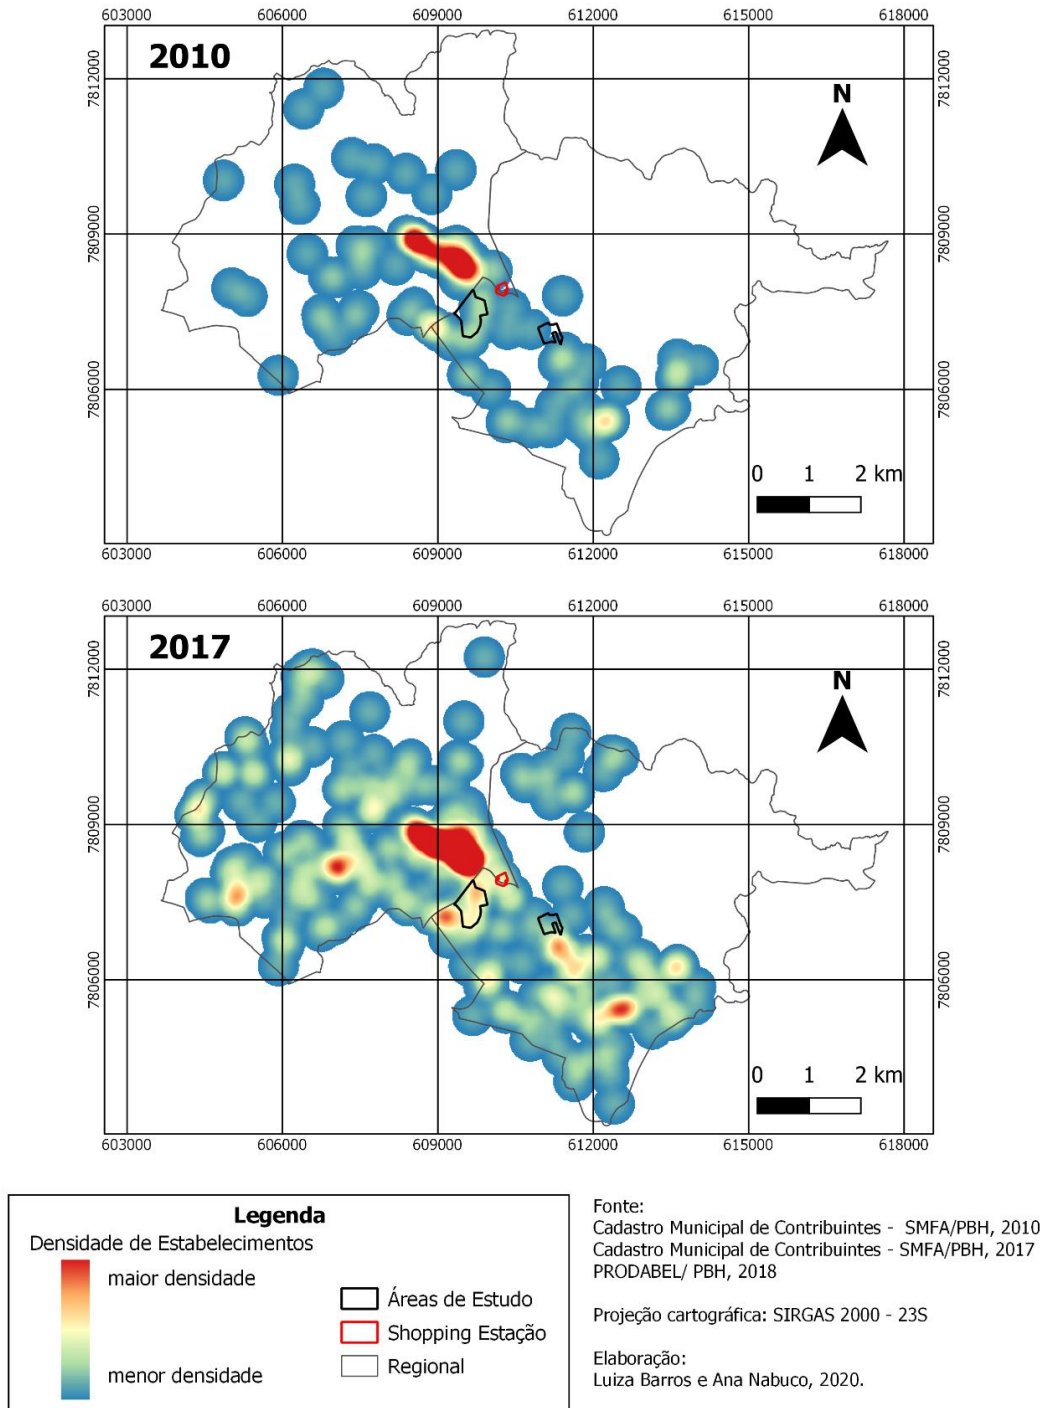 603000 606000 609000 612000 615000 618000
2010
N
7812000 7812000
7809000 7809000
7806000 7806000
0 1 2 km
603000 606000 609000 612000 615000 618000
603000 606000 609000 612000 615000 618000
2017
N
7812000 7812000
7809000 7809000
7806000 7806000
0 1 2 km
603000 606000 609000 612000 615000 618000
Legenda
Densidade de Estabelecimentos
maior densidade
menor densidade
Áreas de Estudo
Shopping Estação
Regional
Fonte:
Cadastro Municipal de Contribuintes - SMFA/PBH, 2010
Cadastro Municipal de Contribuintes - SMFA/PBH, 2017
PRODABEL/ PBH, 2018
Projeção cartográfica: SIRGAS 2000 - 23S
Elaboração:
Luiza Barros e Ana Nabuco, 2020.